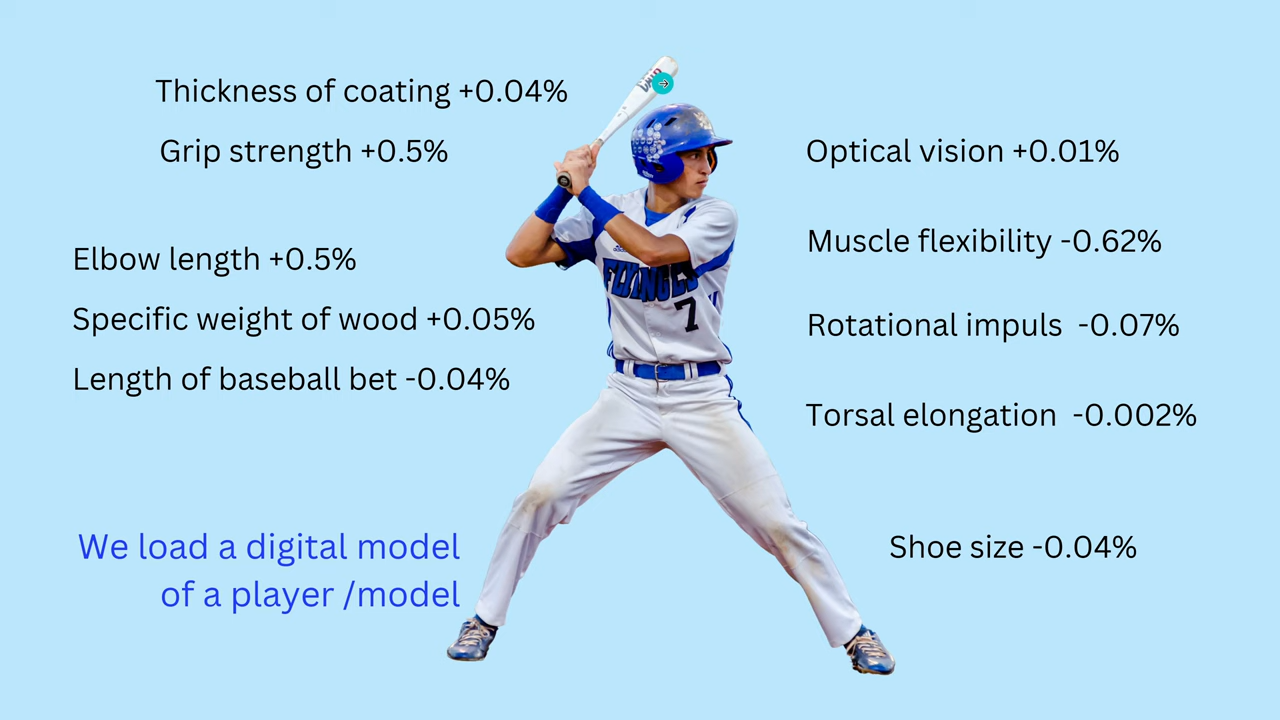 Thickness of coating +0.04%
Grip strength +0.5%
Optical vision +0.01%
Elbow length +0.5%
Muscle flexibility -0.62%
Specific weight of wood +0.05%
Rotational impuls -0.07%
Length of baseball bet -0.04%
Torsal elongation -0.002%
7
We load a digital model
of a player /model
Shoe size -0.04%